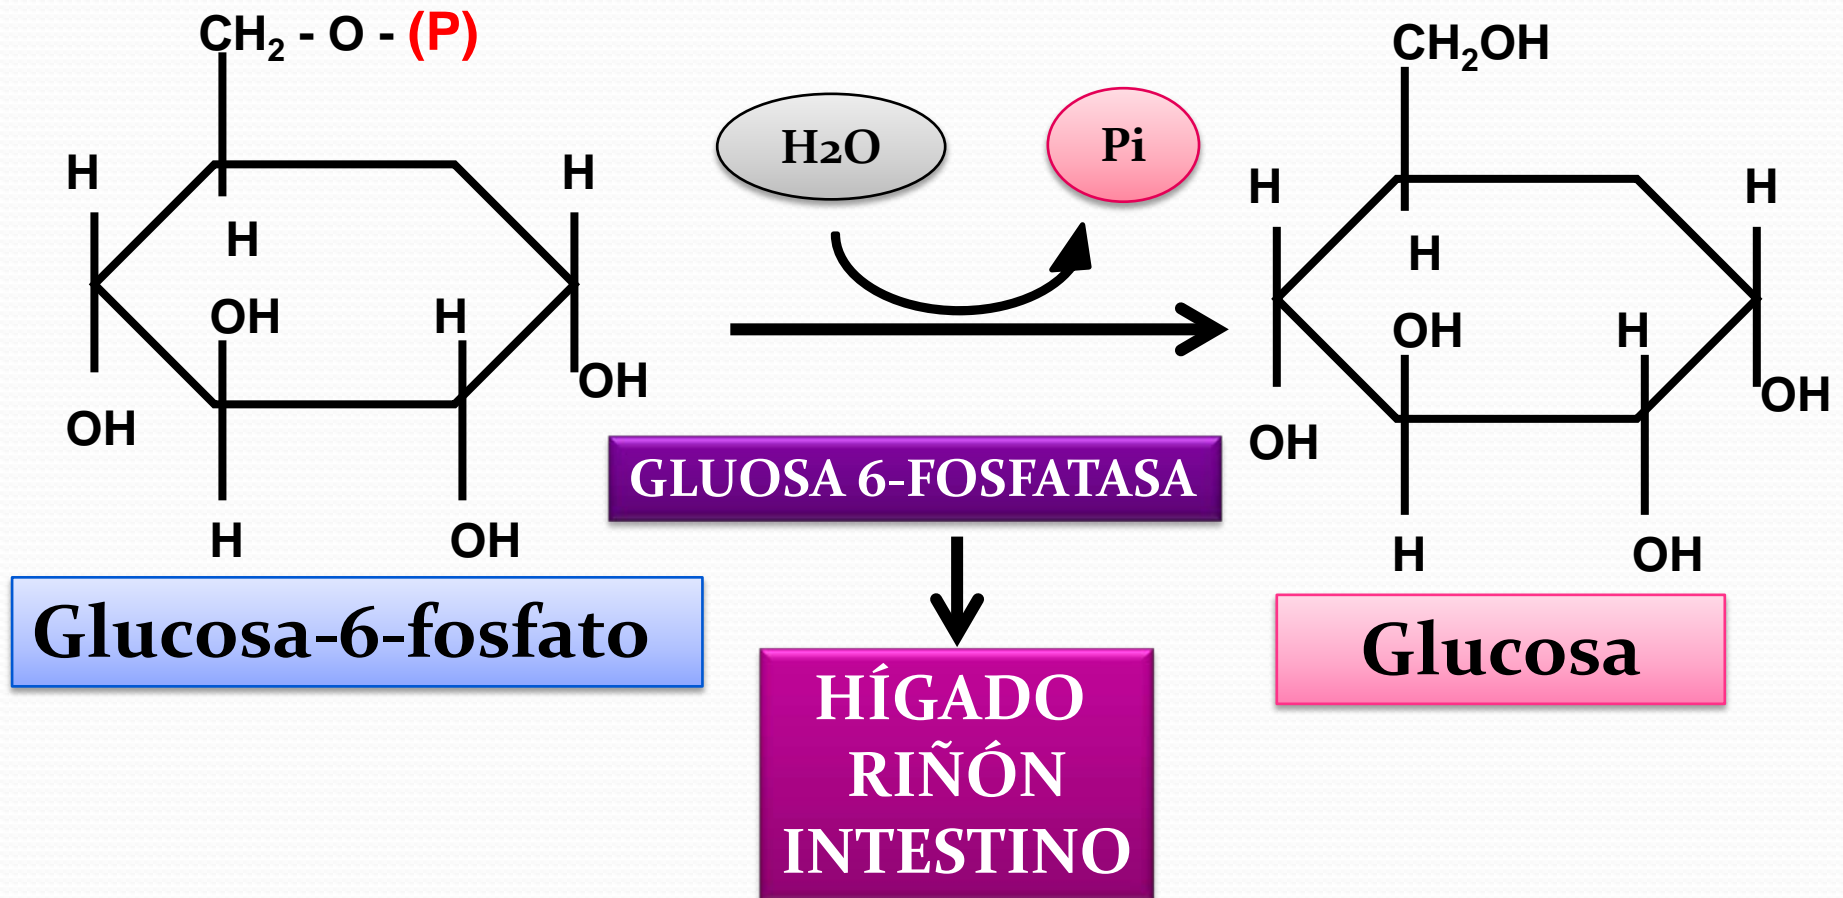 CH2 - O - (P)
H
H
H
OH
H
OH
OH
H
OH
Glucosa-6-fosfato
H2O
Pi
GLUOSA 6-FOSFATASA
HÍGADO
RIÑÓN
INTESTINO
CH2OH
H
H
H
OH
H
OH
OH
H
OH
Glucosa